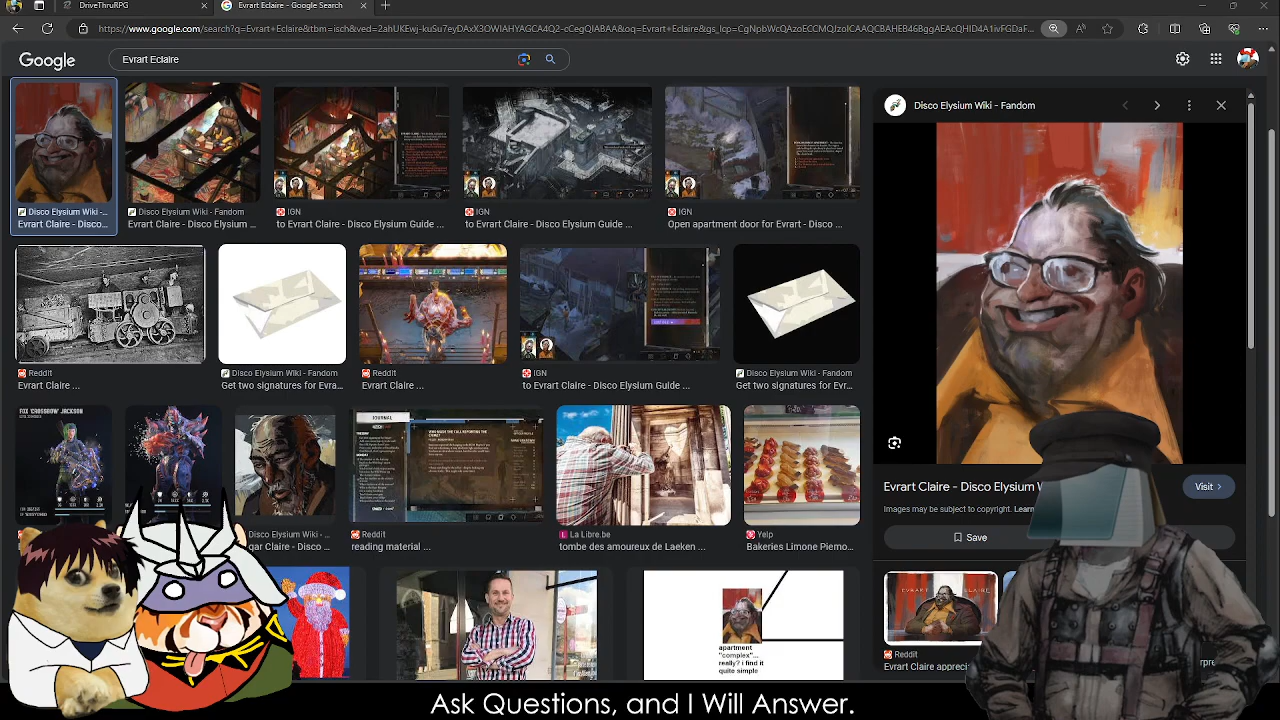 DriveThruRPG
Evrart Eclaire - Google Search
https://www.google.com/search?q=Evrart+Eclaire&tbm=isch&ved=2ahUKEwj-kuSu7eyDAxX3OWIAHYAGCA4Q2-cCegQIABAA&oq=Evrart+Eclaire&gs_lcp=CgNpbWcQAzoECCMQJzoICAAQCBAHEB46BggAEAcQHlD4A1ivFGDaF...
Google
Evrart Eclaire
Disco Elysium Wiki - Fandom
Disco Elysium Wiki -...
Evrart Claire - Disco...
Disco Elysium Wiki - Fandom
Evrart Claire - Disco Elysium ...
IGN
to Evrart Claire - Disco Elysium Guide ...
IGN
to Evrart Claire - Disco Elysium Guide ...
IGN
Open apartment door for Evrart - Disco ...
Reddit
Evrart Claire ...
Disco Elysium Wiki - Fandom
Get two signatures for Evra...
Reddit
Evrart Claire ...
IGN
to Evrart Claire - Disco Elysium Guide ...
Disco Elysium Wiki - Fandom
Get two signatures for Evr...
FOX 'CROSSBOW' JACKSON
JOURNAL
Disco Elysium Wi...
gar Claire - Disco ...
Reddit
reading material ...
La Libre.be
tombe des amoureux de Laeken ...
Yelp
Bakeries Limone Piemo...
Evrart Claire - Disco Elysium W
Visit
Images may be subject to copyright. Learn
Save
EVRART CLAIRE
Reddit
Evrart Claire appreci
apartment
"complex"...
really? i find it
quite simple
Ask Questions, and I Will Answer.